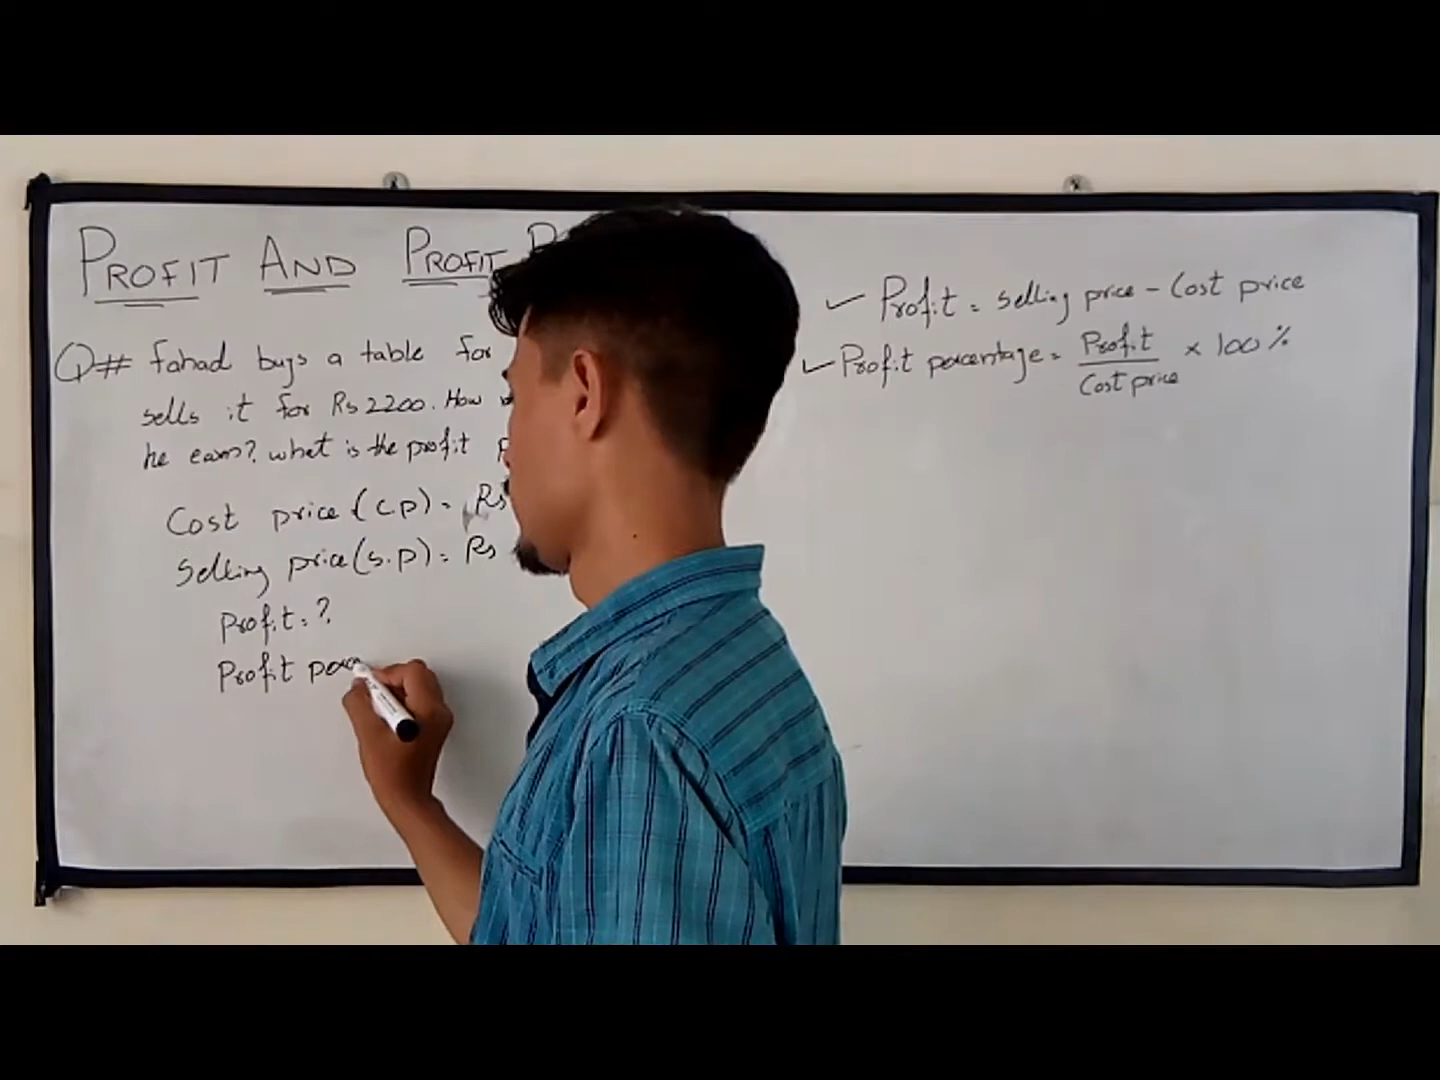 PROFIT AND PROFIT
Q# Fahad buys a table for
sells it for Rs 2200. How
he earn? what is the profit
Cost price (C.P) = Rs
Selling price (S.P) = Rs
Profit = ?
Profit
✓ Profit = selling price - Cost price
✓ Profit percentage = Profit / Cost price × 100 %